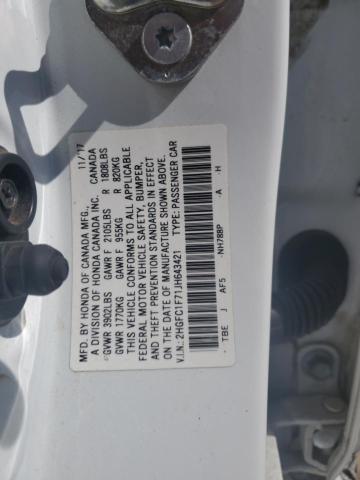 MFD. BY HONDA OF CANADA MFG., 11/17
A DIVISION OF HONDA CANADA INC. CANADA
GVWR 3902LBS GAWR F 2105LBS R 1808LBS
GVWR 1770KG GAWR F 955KG R 820KG
THIS VEHICLE CONFORMS TO ALL APPLICABLE
FEDERAL MOTOR VEHICLE SAFETY, BUMPER,
AND THEFT PREVENTION STANDARDS IN EFFECT
ON THE DATE OF MANUFACTURE SHOWN ABOVE.
V.I.N.: 2HGFC1F71JH643421 TYPE: PASSENGER CAR
· TBE J AF5 ·NH788P ·A ·H